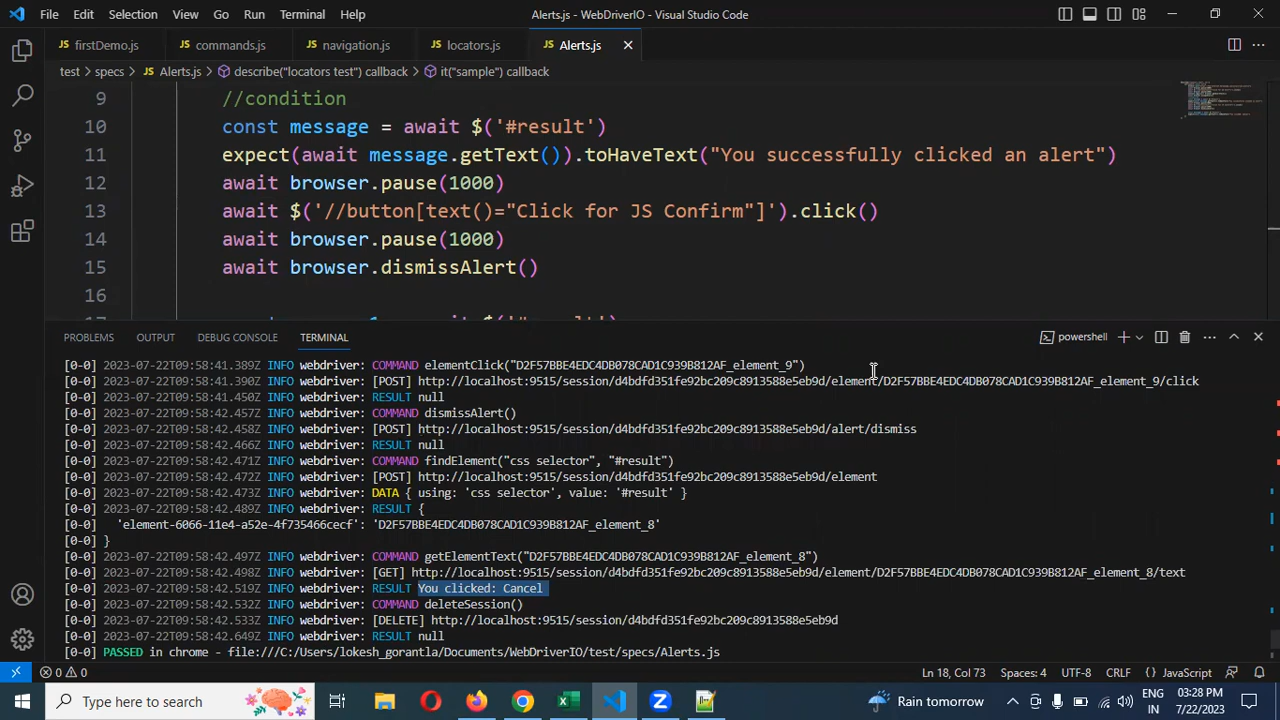 File Edit Selection View Go Run Terminal Help Alerts.js - WebDriverIO - Visual Studio Code
JS firstDemo.js JS commands.js JS navigation.js JS locators.js JS Alerts.js
test > specs > JS Alerts.js > describe("locators test") callback > it("sample") callback
9 //condition
10 const message = await $('#result')
11 expect(await message.getText()).toHaveText("You successfully clicked an alert")
12 await browser.pause(1000)
13 await $('//button[text()="Click for JS Confirm"]').click()
14 await browser.pause(1000)
15 await browser.dismissAlert()
16
PROBLEMS OUTPUT DEBUG CONSOLE TERMINAL powershell
[0-0] 2023-07-22T09:58:41.389Z INFO webdriver: COMMAND elementClick("D2F57BBE4EDC4DB078CAD1C939B812AF_element_9")
[0-0] 2023-07-22T09:58:41.390Z INFO webdriver: [POST] http://localhost:9515/session/d4bdfd351fe92bc209c8913588e5eb9d/element/D2F57BBE4EDC4DB078CAD1C939B812AF_element_9/click
[0-0] 2023-07-22T09:58:41.450Z INFO webdriver: RESULT null
[0-0] 2023-07-22T09:58:42.457Z INFO webdriver: COMMAND dismissAlert()
[0-0] 2023-07-22T09:58:42.458Z INFO webdriver: [POST] http://localhost:9515/session/d4bdfd351fe92bc209c8913588e5eb9d/alert/dismiss
[0-0] 2023-07-22T09:58:42.466Z INFO webdriver: RESULT null
[0-0] 2023-07-22T09:58:42.471Z INFO webdriver: COMMAND findElement("css selector", "#result")
[0-0] 2023-07-22T09:58:42.472Z INFO webdriver: [POST] http://localhost:9515/session/d4bdfd351fe92bc209c8913588e5eb9d/element
[0-0] 2023-07-22T09:58:42.473Z INFO webdriver: DATA { using: 'css selector', value: '#result' }
[0-0] 2023-07-22T09:58:42.489Z INFO webdriver: RESULT {
[0-0] 'element-6066-11e4-a52e-4f735466cecf': 'D2F57BBE4EDC4DB078CAD1C939B812AF_element_8'
[0-0] }
[0-0] 2023-07-22T09:58:42.497Z INFO webdriver: COMMAND getElementText("D2F57BBE4EDC4DB078CAD1C939B812AF_element_8")
[0-0] 2023-07-22T09:58:42.498Z INFO webdriver: [GET] http://localhost:9515/session/d4bdfd351fe92bc209c8913588e5eb9d/element/D2F57BBE4EDC4DB078CAD1C939B812AF_element_8/text
[0-0] 2023-07-22T09:58:42.519Z INFO webdriver: RESULT You clicked: Cancel
[0-0] 2023-07-22T09:58:42.532Z INFO webdriver: COMMAND deleteSession()
[0-0] 2023-07-22T09:58:42.533Z INFO webdriver: [DELETE] http://localhost:9515/session/d4bdfd351fe92bc209c8913588e5eb9d
[0-0] 2023-07-22T09:58:42.649Z INFO webdriver: RESULT null
[0-0] PASSED in chrome - file:///C:/Users/lokesh_gorantla/Documents/WebDriverIO/test/specs/Alerts.js
0 0 Ln 18, Col 73 Spaces: 4 UTF-8 CRLF {} JavaScript
Type here to search Rain tomorrow ENG IN 03:28 PM 7/22/2023